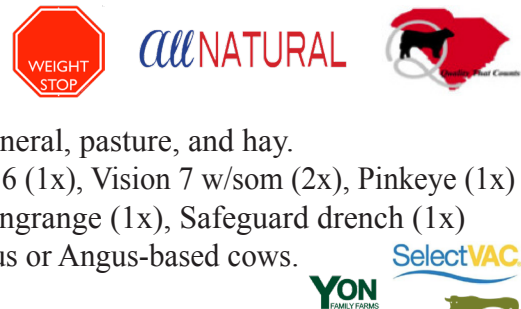 WEIGHT
STOP
all NATURAL
Quality That Counts
neral, pasture, and hay.
6 (1x), Vision 7 w/som (2x), Pinkeye (1x)
ngrange (1x), Safeguard drench (1x)
us or Angus-based cows.
SelectVAC
YON
FAMILY FARMS